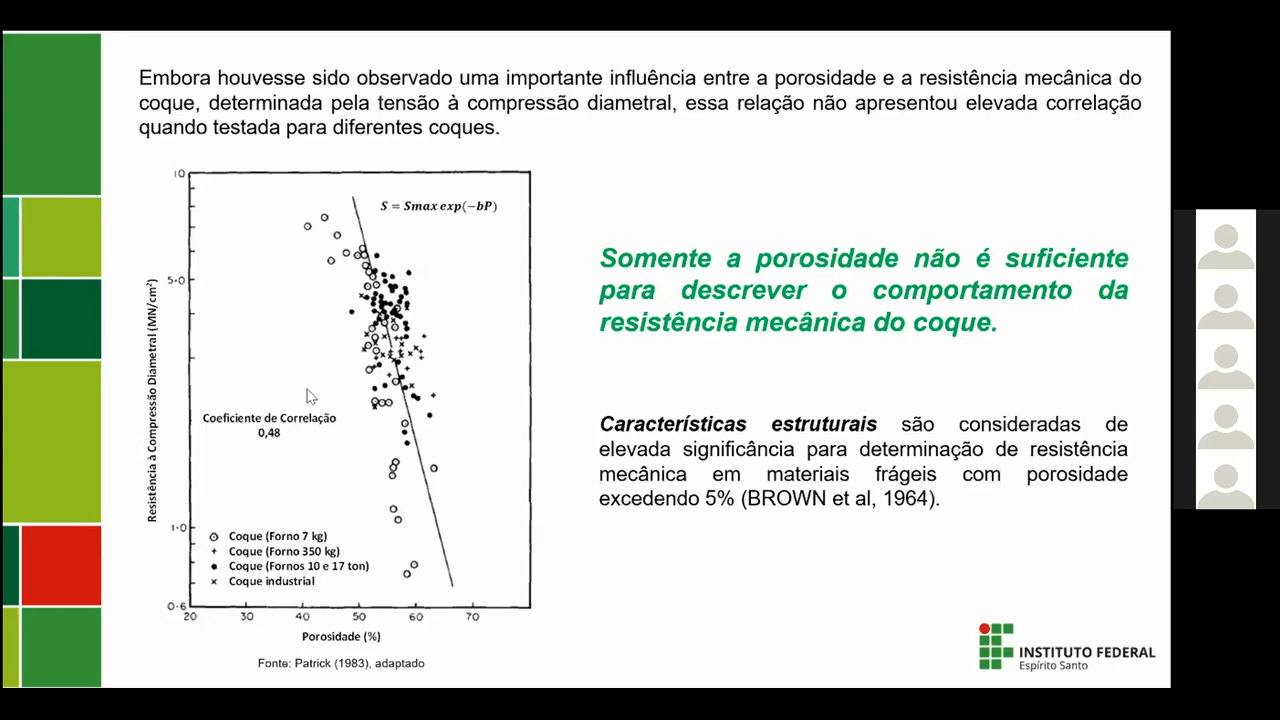 Embora houvesse sido observado uma importante influência entre a porosidade e a resistência mecânica do
coque, determinada pela tensão à compressão diametral, essa relação não apresentou elevada correlação
quando testada para diferentes coques.
10
S = Smax exp(−bP)
5·0
Resistência à Compressão Diametral (MN/cm²)
Coeficiente de Correlação
0,48
1·0
Coque (Forno 7 kg)
Coque (Forno 350 kg)
Coque (Fornos 10 e 17 ton)
Coque industrial
0·6
20 30 40 50 60 70
Porosidade (%)
Fonte: Patrick (1983), adaptado
Somente a porosidade não é suficiente
para descrever o comportamento da
resistência mecânica do coque.
Características estruturais são consideradas de
elevada significância para determinação de resistência
mecânica em materiais frágeis com porosidade
excedendo 5% (BROWN et al, 1964).
INSTITUTO FEDERAL
Espírito Santo